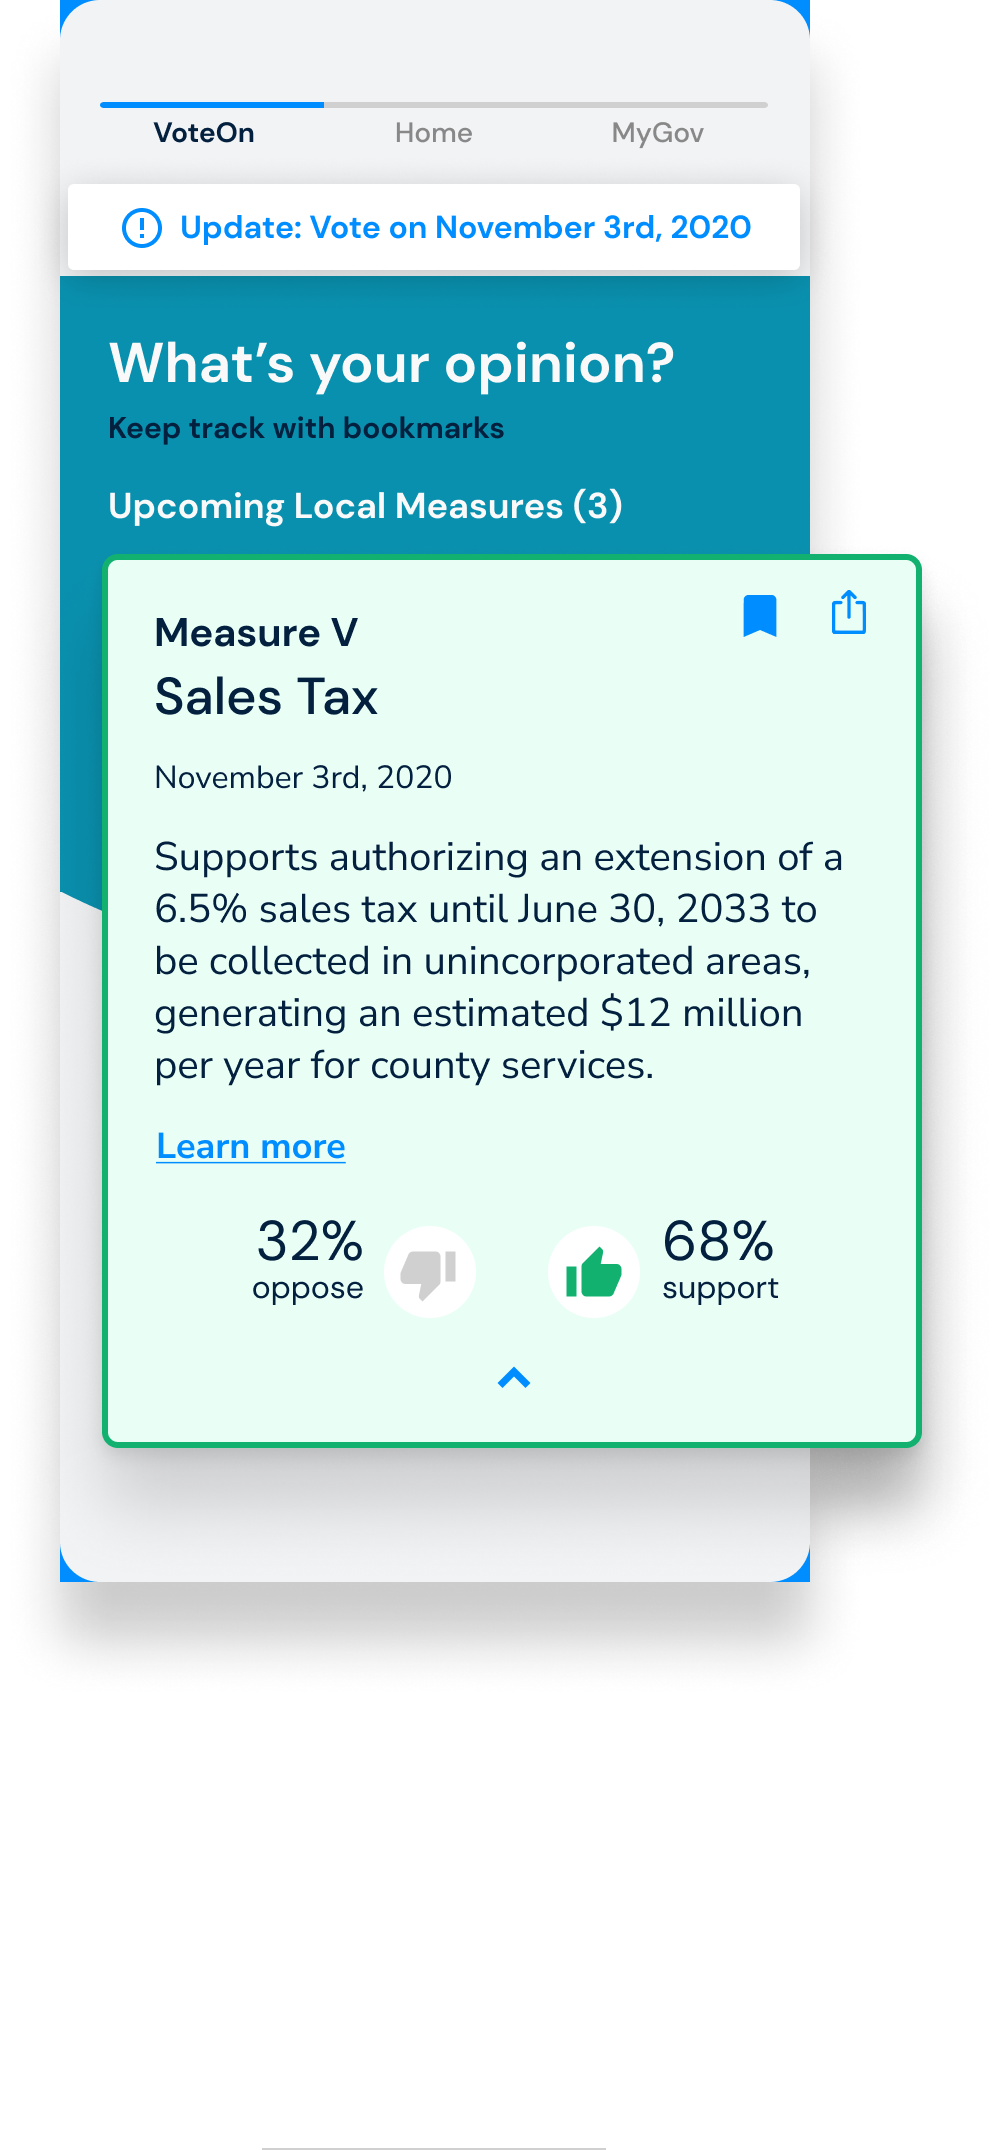 VoteOn Home MyGov
Update: Vote on November 3rd, 2020
What's your opinion?
Keep track with bookmarks
Upcoming Local Measures (3)
Measure V
Sales Tax
November 3rd, 2020
Supports authorizing an extension of a
6.5% sales tax until June 30, 2033 to
be collected in unincorporated areas,
generating an estimated $12 million
per year for county services.
Learn more
32% 68%
oppose support